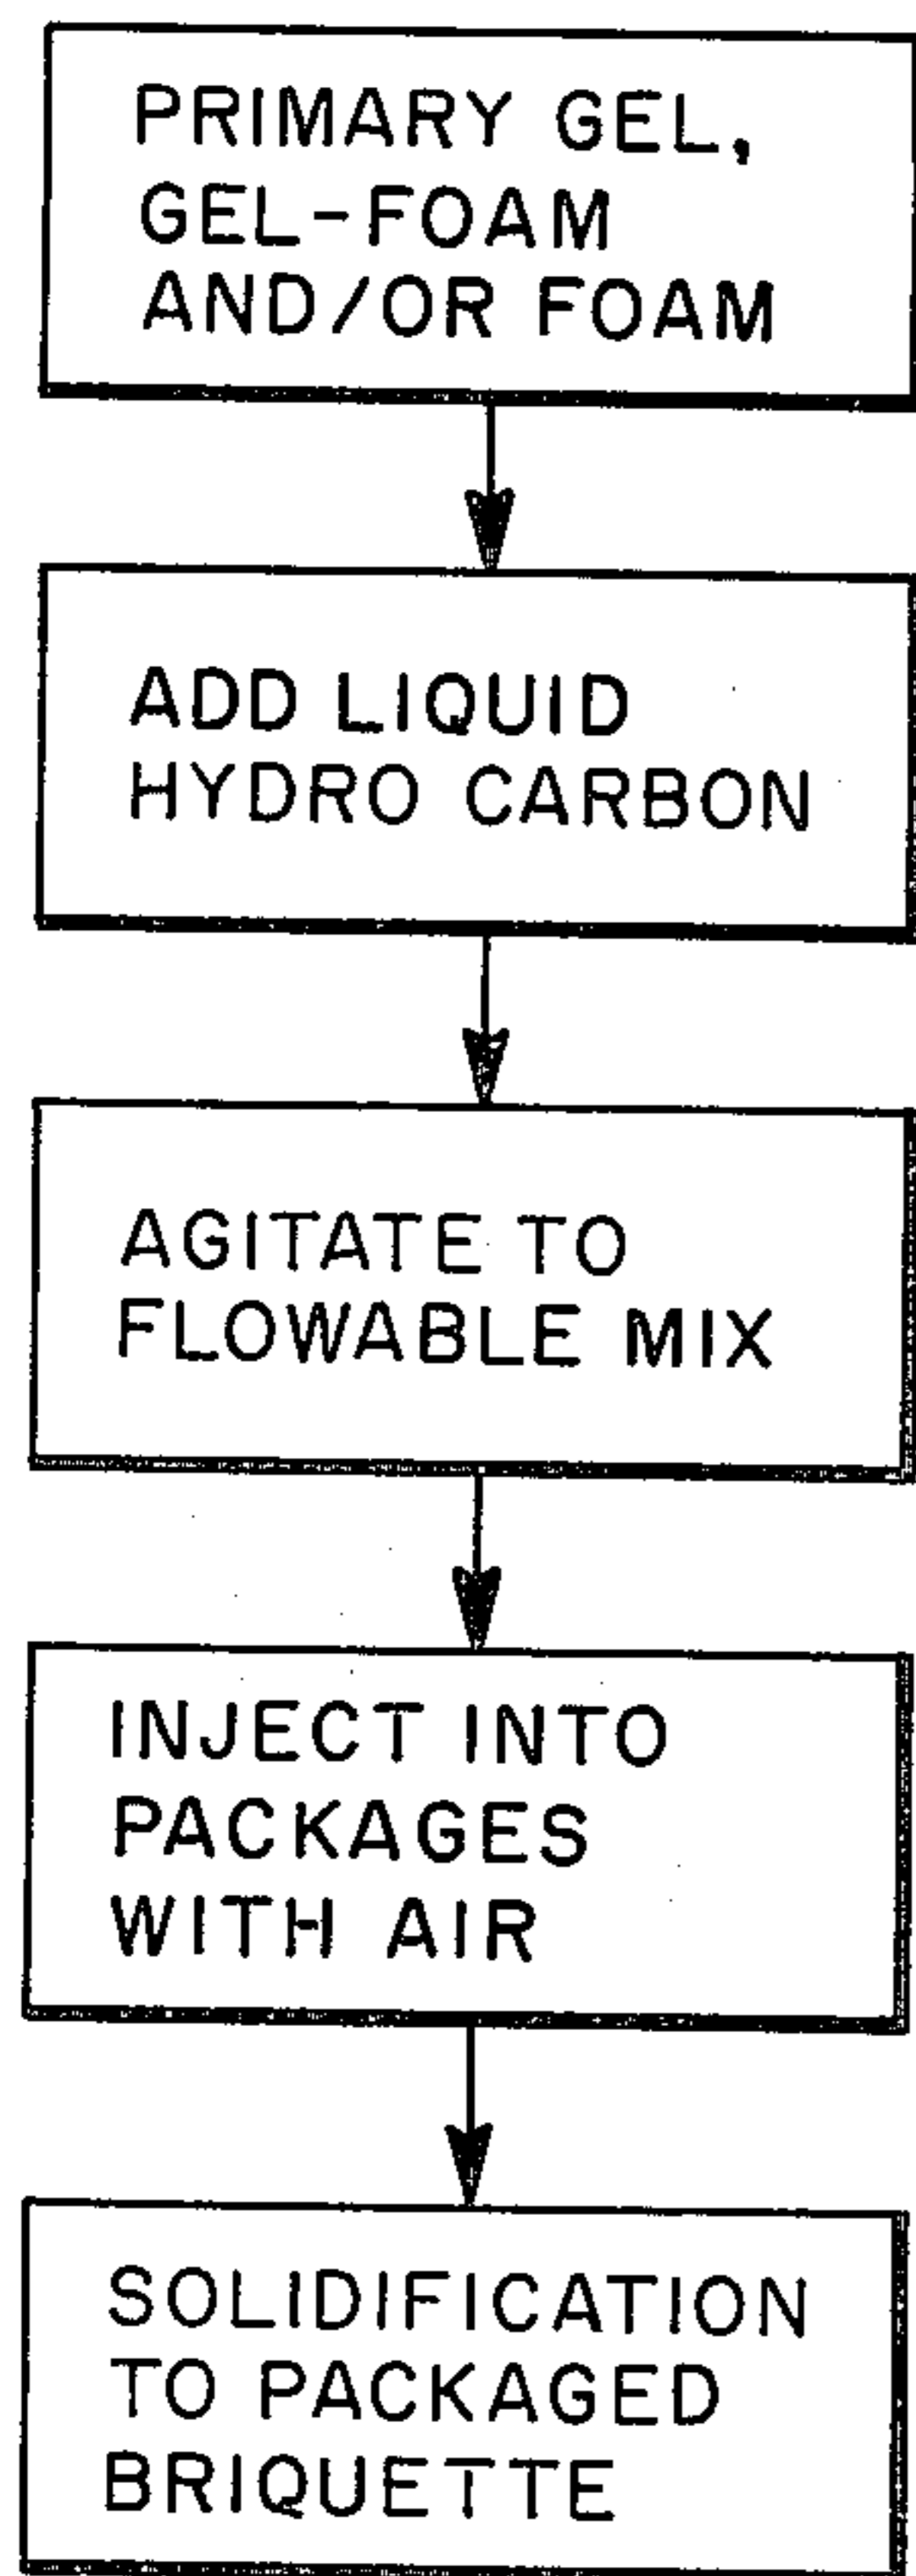 PRIMARY GEL,
GEL-FOAM
AND/OR FOAM
ADD LIQUID
HYDRO CARBON
AGITATE TO
FLOWABLE MIX
INJECT INTO
PACKAGES
WITH AIR
SOLIDIFICATION
TO PACKAGED
BRIQUETTE